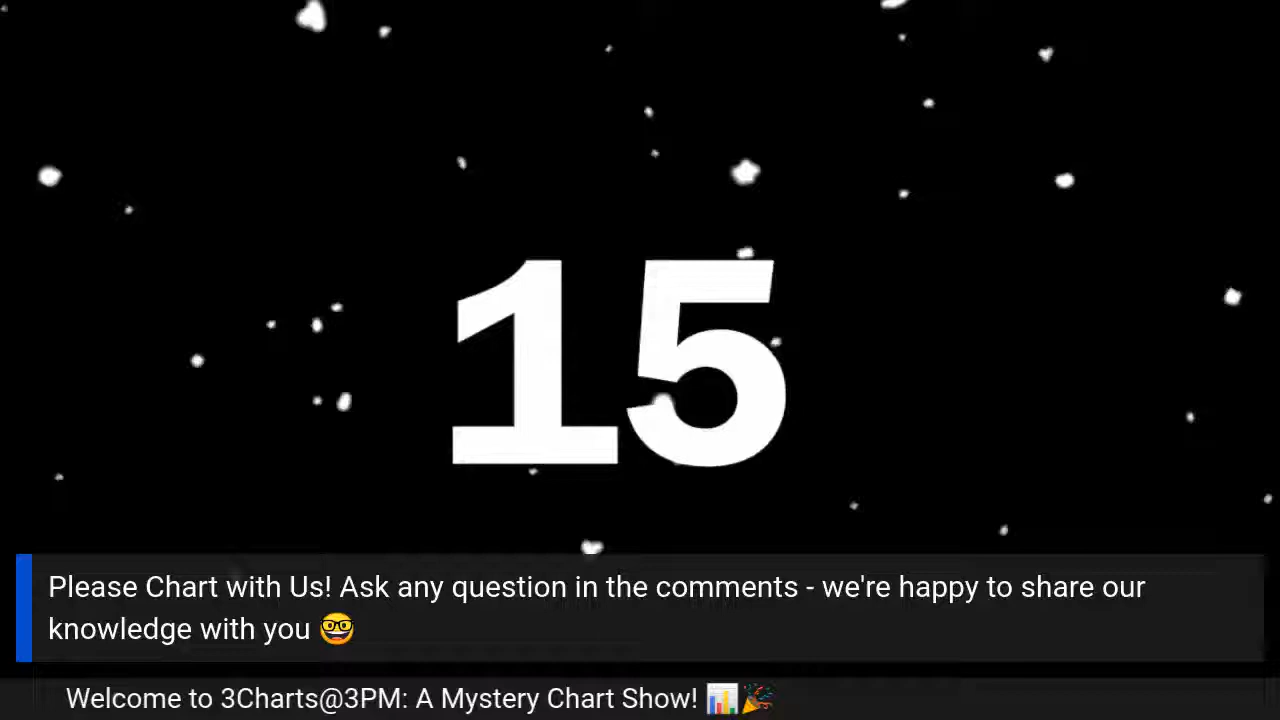 15
Please Chart with Us! Ask any question in the comments - we're happy to share our
knowledge with you 🤓
Welcome to 3Charts@3PM: A Mystery Chart Show! 📊🎉